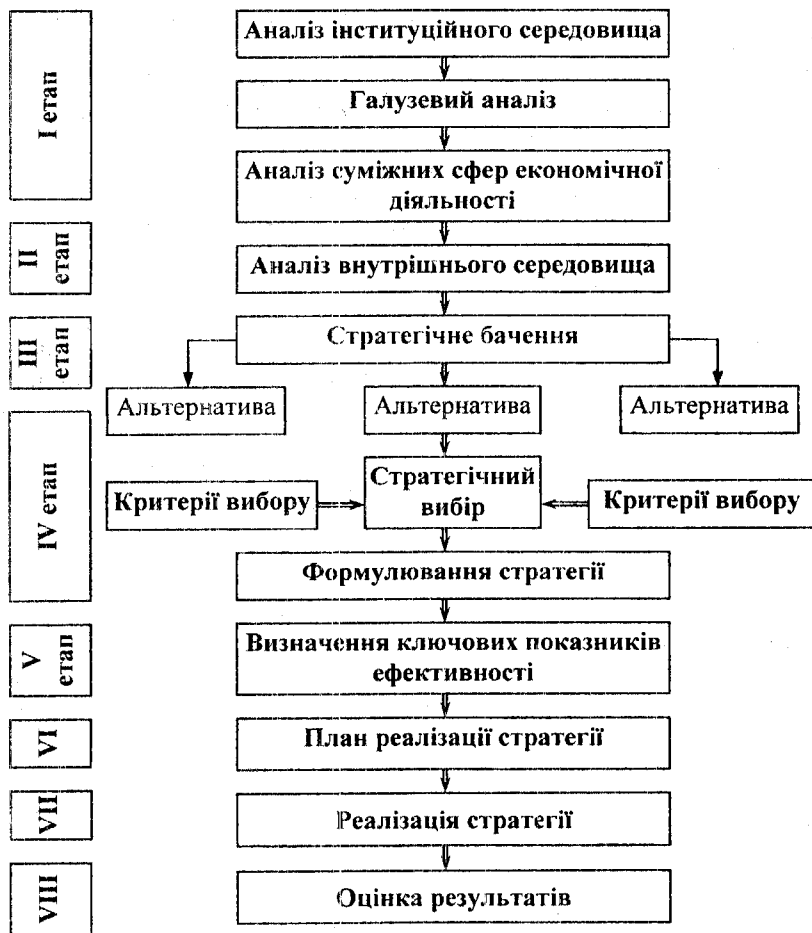 I етап
Аналіз інституційного середовища
Галузевий аналіз
Аналіз суміжних сфер економічної
діяльності
II
етап
Аналіз внутрішнього середовища
III
етап
Стратегічне бачення
Альтернатива
Альтернатива
Альтернатива
IV етап
Критерії вибору
Стратегічний
вибір
Критерії вибору
Формулювання стратегії
V
етап
Визначення ключових показників
ефективності
VI
План реалізації стратегії
VII
Реалізація стратегії
VIII
Оцінка результатів